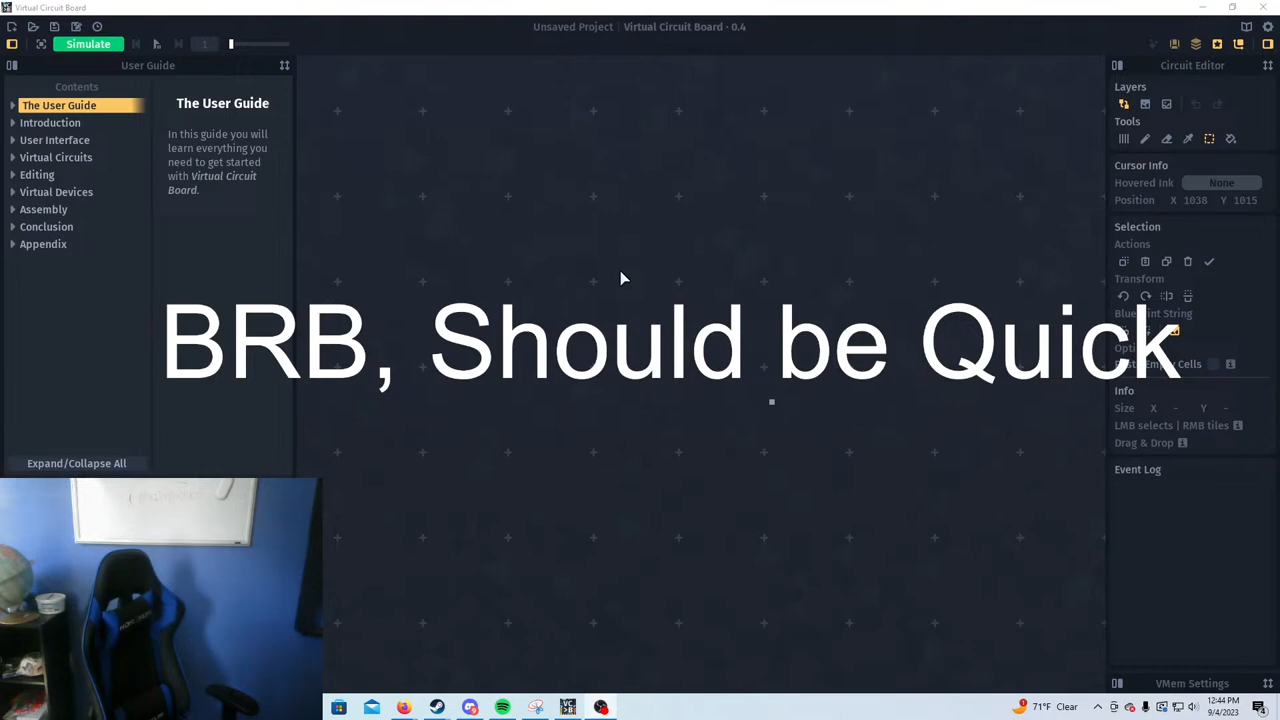 Virtual Circuit Board
Unsaved Project | Virtual Circuit Board · 0.4
Simulate
1
User Guide
Circuit Editor
Contents
The User Guide
Introduction
User Interface
Virtual Circuits
Editing
Virtual Devices
Assembly
Conclusion
Appendix
Expand/Collapse All
The User Guide
In this guide you will
learn everything you
need to get started
with Virtual Circuit
Board.
BRB, Should be Quick
Layers
Tools
Cursor Info
Hovered Ink None
Position X 1038 Y 1015
Selection
Actions
Transform
String
Info
Size X - Y -
LMB selects | RMB tiles
Drag & Drop
Event Log
VMem Settings
71°F Clear
12:44 PM
9/4/2023
4